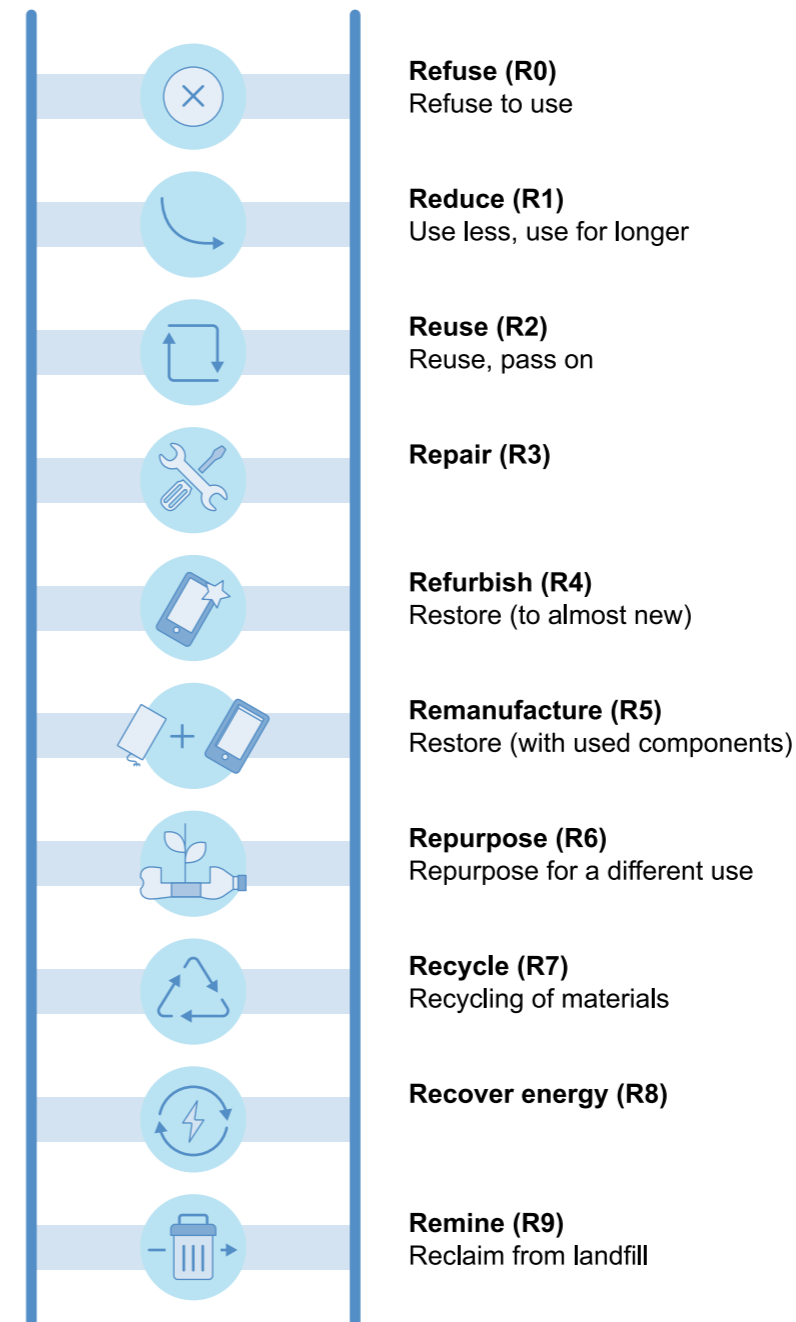 Refuse (R0)
Refuse to use
Reduce (R1)
Use less, use for longer
Reuse (R2)
Reuse, pass on
Repair (R3)
Refurbish (R4)
Restore (to almost new)
Remanufacture (R5)
Restore (with used components)
Repurpose (R6)
Repurpose for a different use
Recycle (R7)
Recycling of materials
Recover energy (R8)
Remine (R9)
Reclaim from landfill